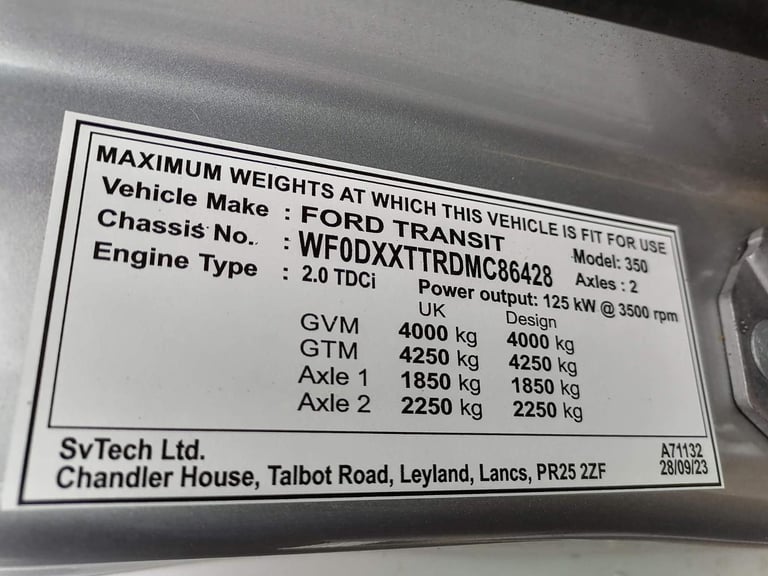 MAXIMUM WEIGHTS AT WHICH THIS VEHICLE IS FIT FOR USE
Vehicle Make : FORD TRANSIT Model: 350
Chassis No.. : WF0DXXTTRDMC86428 Axles : 2
Engine Type : 2.0 TDCi Power output: 125 kW @ 3500 rpm
UK Design
GVM 4000 kg 4000 kg
GTM 4250 kg 4250 kg
Axle 1 1850 kg 1850 kg
Axle 2 2250 kg 2250 kg
SvTech Ltd. A71132
Chandler House, Talbot Road, Leyland, Lancs, PR25 2ZF 28/09/23